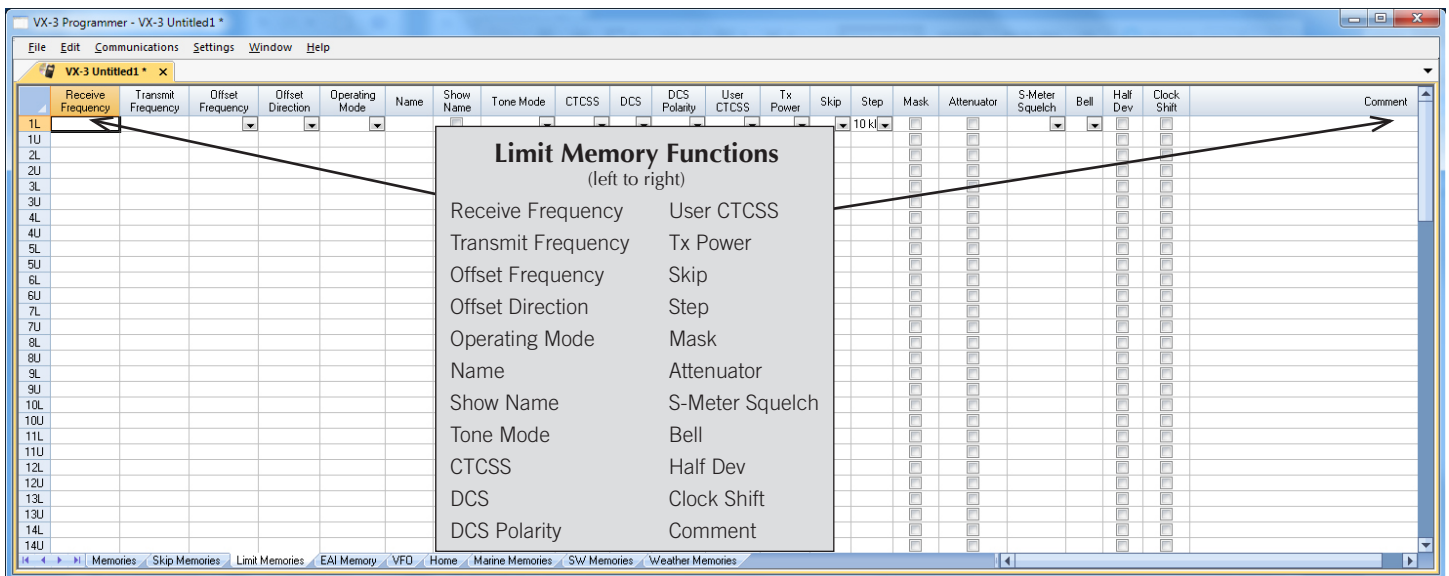 VX-3 Programmer - VX-3 Untitled1 *
File Edit Communications Settings Window Help
VX-3 Untitled1 * x
Receive Frequency Transmit Frequency Offset Frequency Offset Direction Operating Mode Name Show Name Tone Mode CTCSS DCS DCS Polarity User CTCSS Tx Power Skip Step Mask Attenuator S-Meter Squelch Bell Half Dev Clock Shift Comment
1L 10 k
1U
2L
2U
3L
3U
4L
4U
5L
5U
6L
6U
7L
7U
8L
8U
9L
9U
10L
10U
11L
11U
12L
12U
13L
13U
14L
14U
Limit Memory Functions
(left to right)
Receive Frequency User CTCSS
Transmit Frequency Tx Power
Offset Frequency Skip
Offset Direction Step
Operating Mode Mask
Name Attenuator
Show Name S-Meter Squelch
Tone Mode Bell
CTCSS Half Dev
DCS Clock Shift
DCS Polarity Comment
Memories Skip Memories Limit Memories EAI Memory VFO Home Marine Memories SW Memories Weather Memories